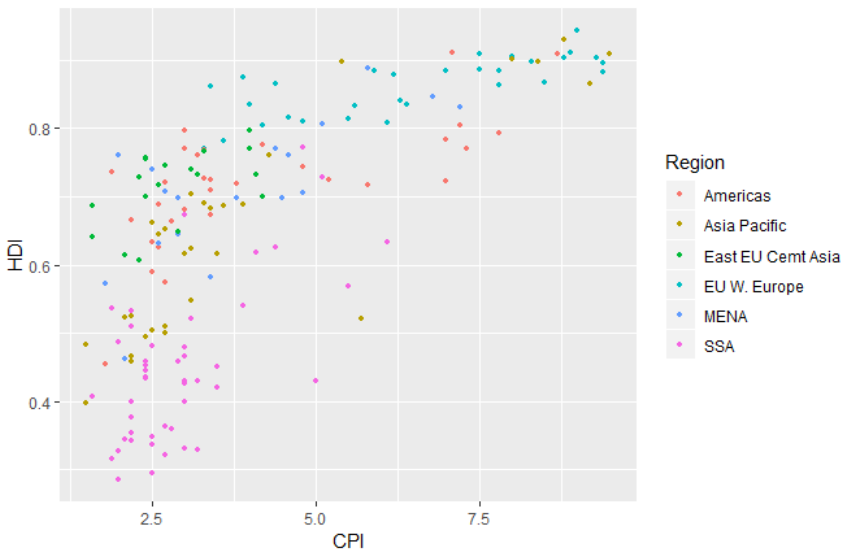 HDI
0.8
0.6
0.4
2.5 5.0 7.5
CPI
Region
Americas
Asia Pacific
East EU Cemt Asia
EU W. Europe
MENA
SSA